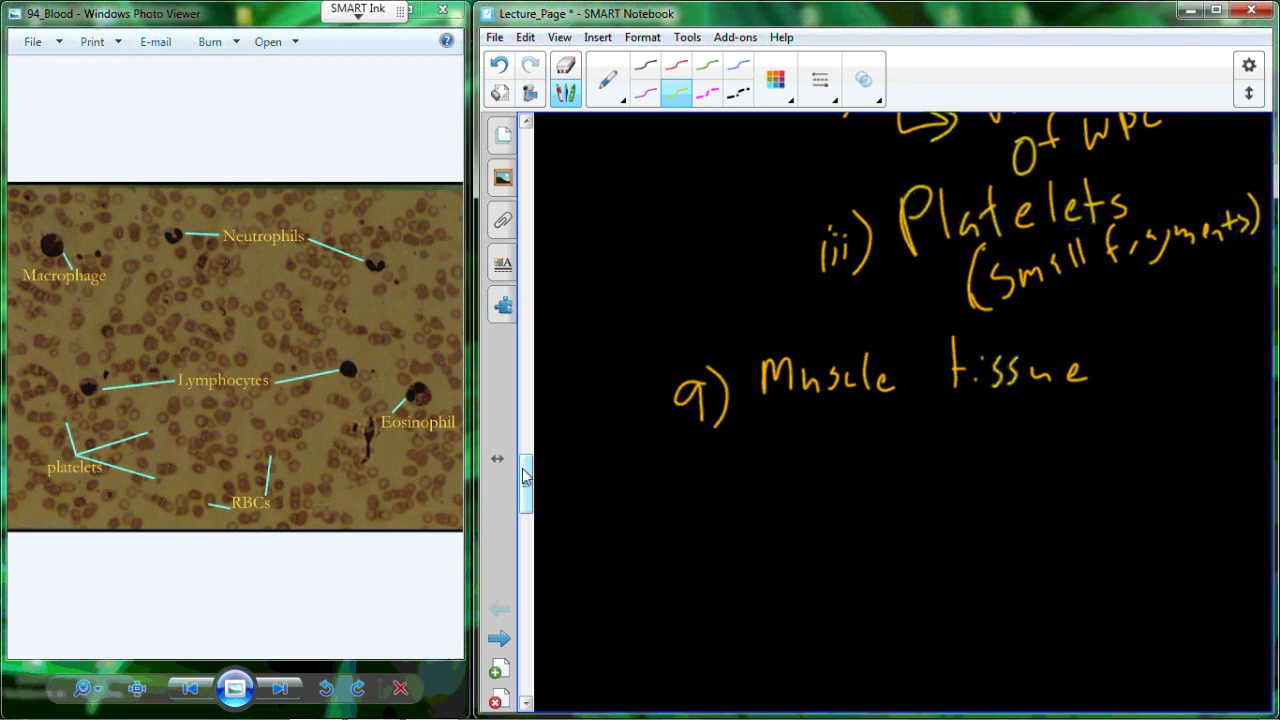 94_Blood - Windows Photo Viewer
SMART Ink
File Print E-mail Burn Open
Neutrophils
Macrophage
Lymphocytes
Eosinophil
platelets
RBCs
Lecture_Page * - SMART Notebook
File Edit View Insert Format Tools Add-ons Help
of WBC
iii) Platelets
(small fragments)
9) Muscle tissue